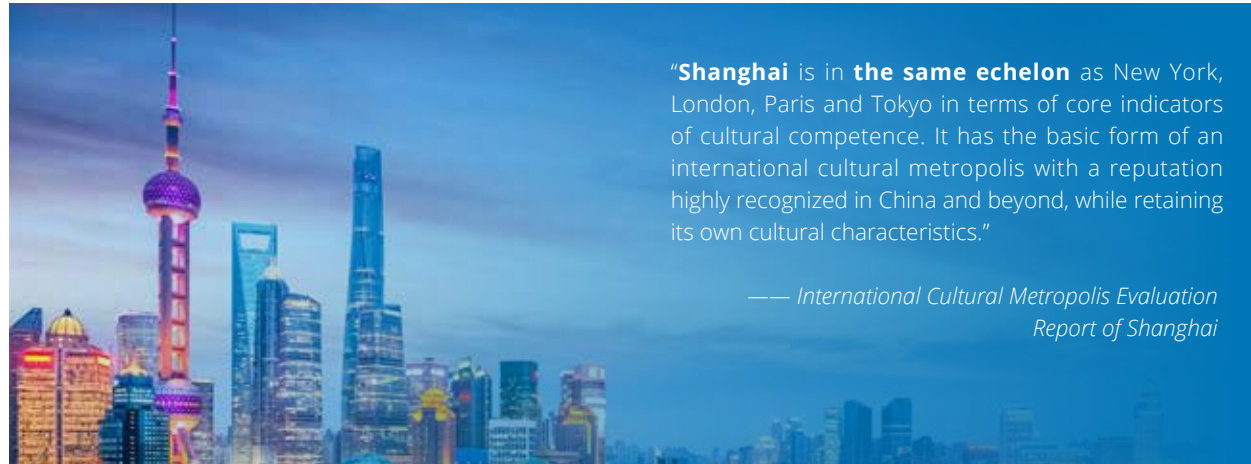 “Shanghai is in the same echelon as New York,
London, Paris and Tokyo in terms of core indicators
of cultural competence. It has the basic form of an
international cultural metropolis with a reputation
highly recognized in China and beyond, while retaining
its own cultural characteristics.”
—— International Cultural Metropolis Evaluation
Report of Shanghai